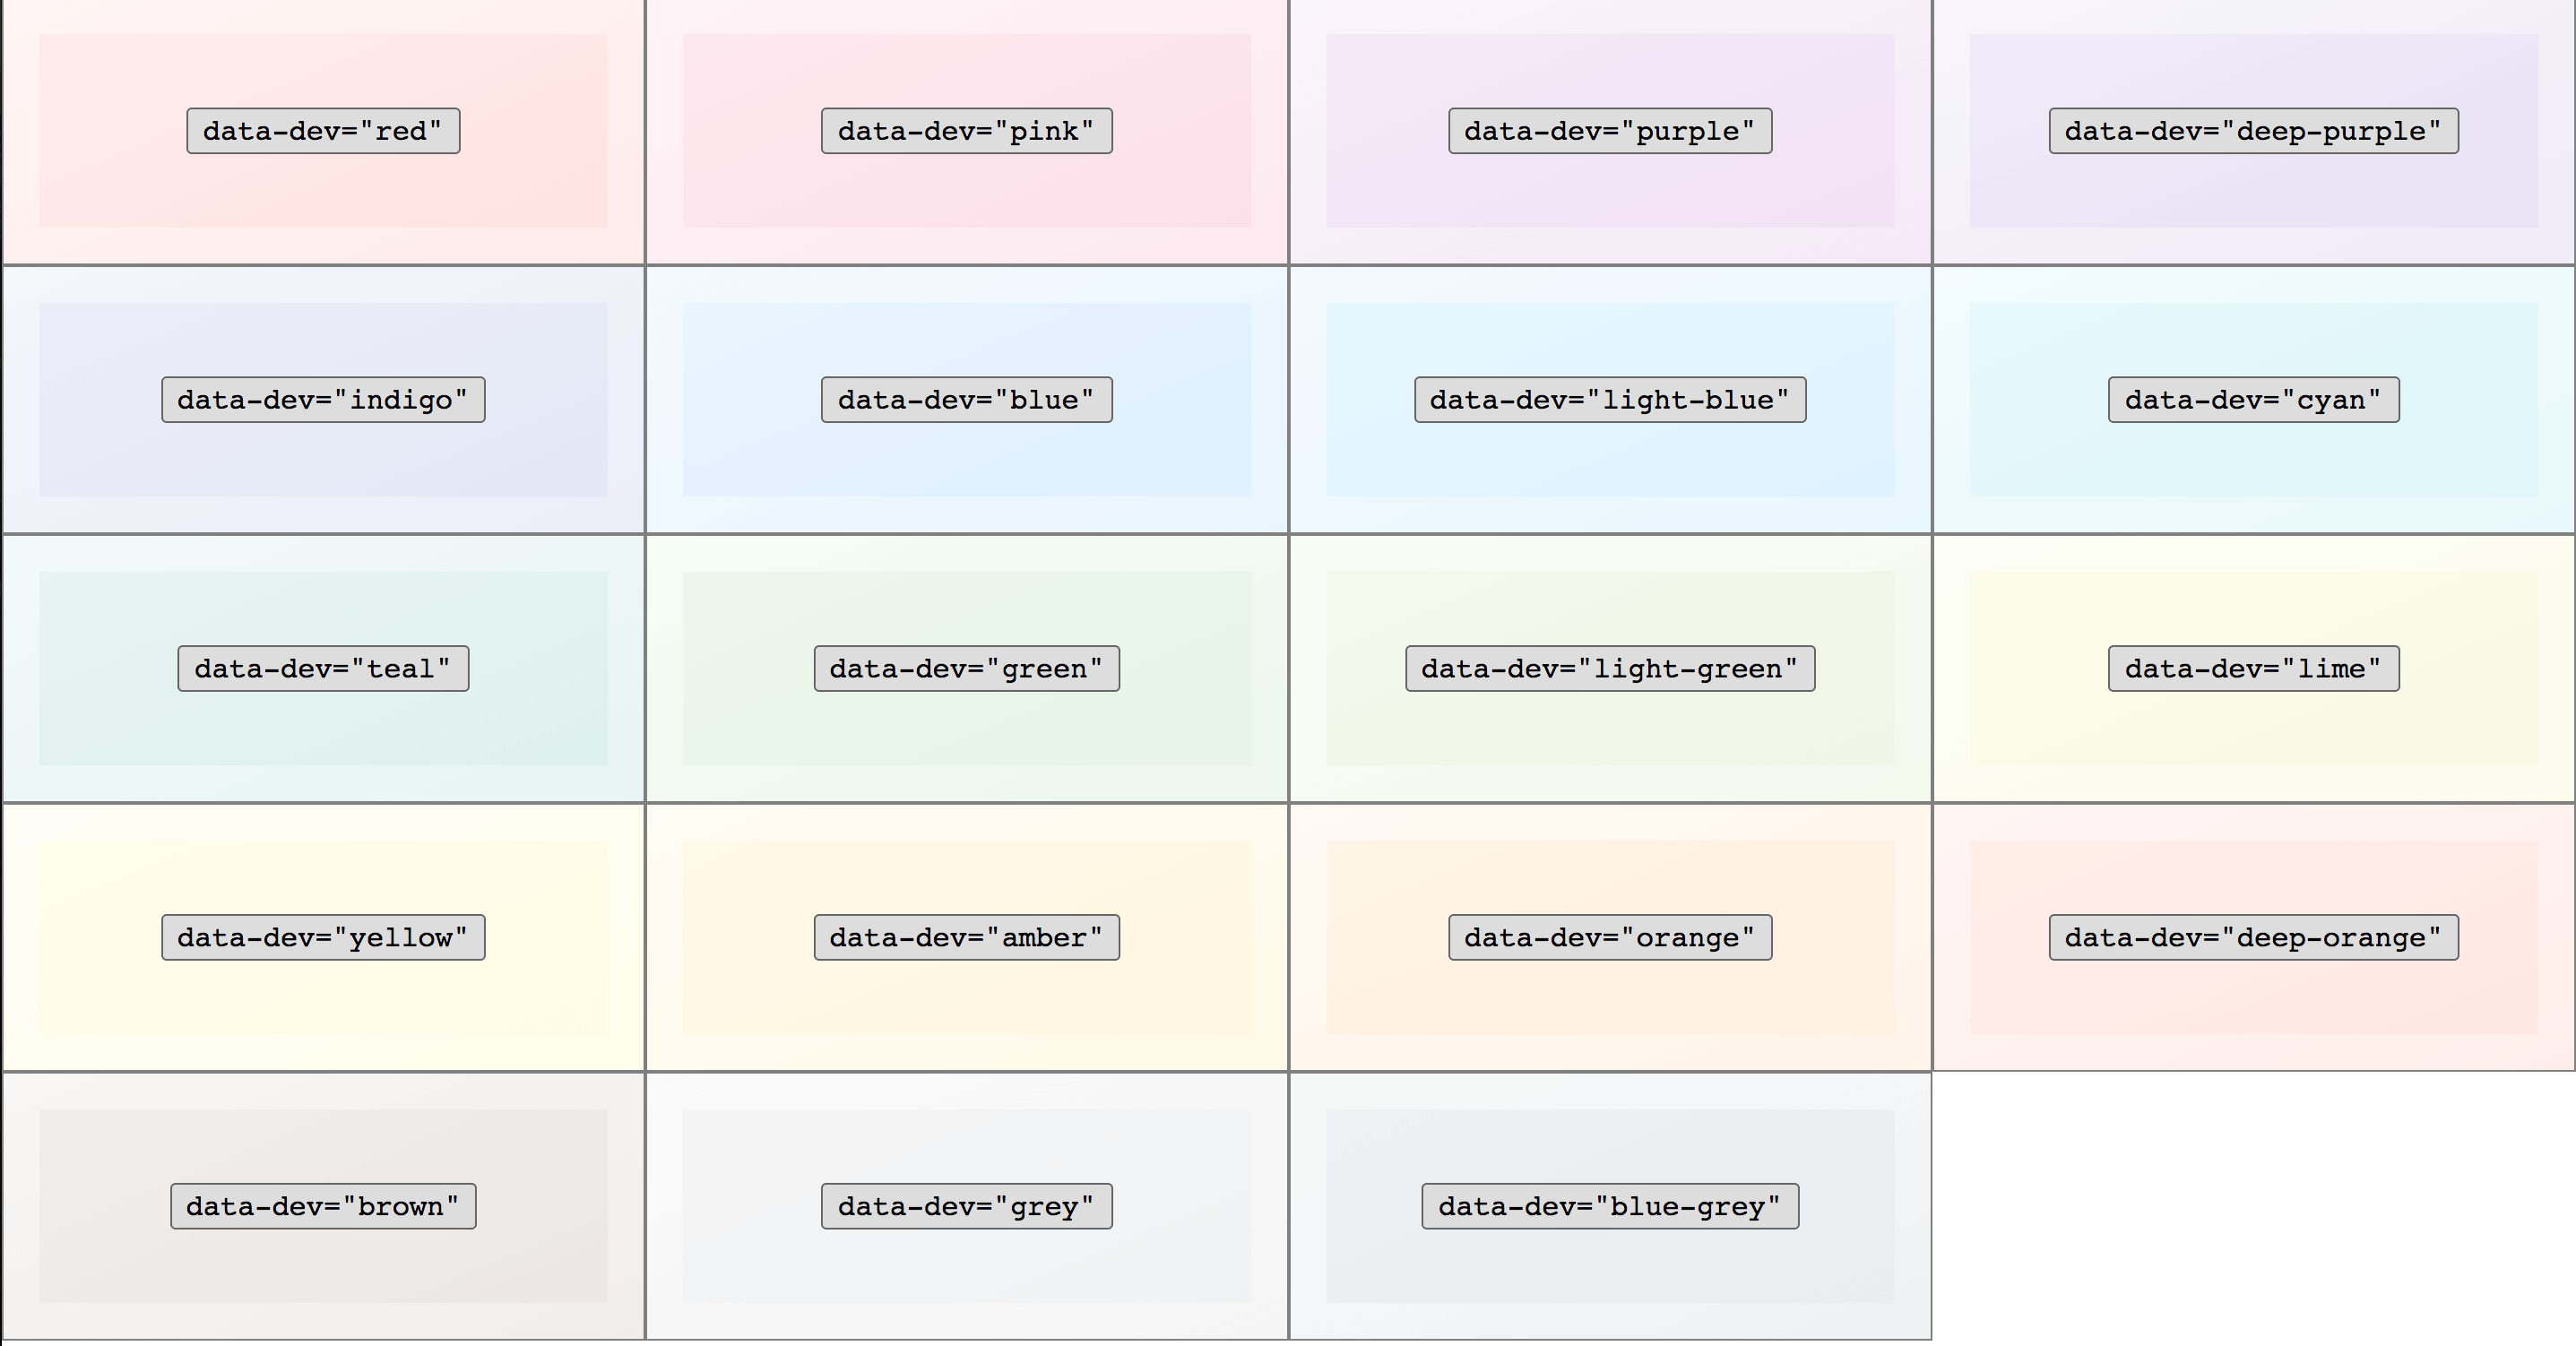 data-dev="red"
data-dev="pink"
data-dev="purple"
data-dev="deep-purple"
data-dev="indigo"
data-dev="blue"
data-dev="light-blue"
data-dev="cyan"
data-dev="teal"
data-dev="green"
data-dev="light-green"
data-dev="lime"
data-dev="yellow"
data-dev="amber"
data-dev="orange"
data-dev="deep-orange"
data-dev="brown"
data-dev="grey"
data-dev="blue-grey"